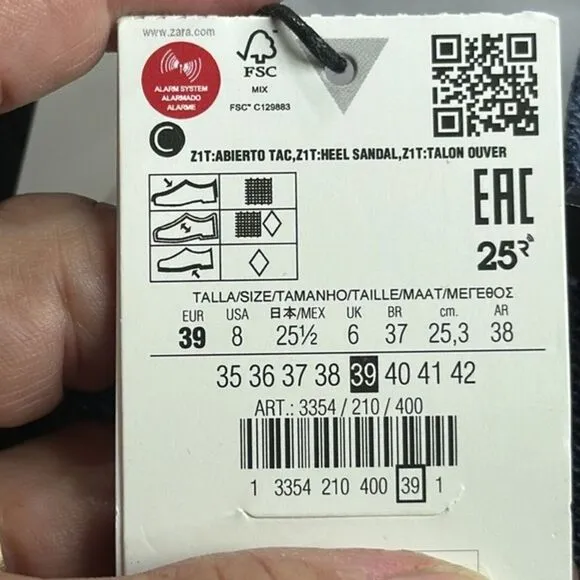 www.zara.com
ALARM SYSTEM
ALARMADO
ALARME
FSC
MIX
FSC™ C129883
C
Z1T:ABIERTO TAC,Z1T:HEEL SANDAL,Z1T:TALON OUVER
EAC
25R
TALLA/SIZE/TAMANHO/TAILLE/MAAT/ΜΕΓΕΘΟΣ
EUR USA 日本/MEX UK BR cm. AR
39 8 25½ 6 37 25,3 38
35 36 37 38 39 40 41 42
ART.: 3354 / 210 / 400
1 3354 210 400 39 1